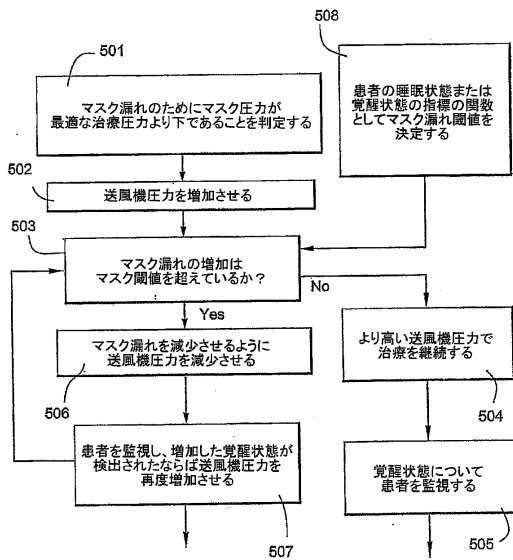 501
マスク漏れのためにマスク圧力が
最適な治療圧力より下であることを判定する
502
送風機圧力を増加させる
503
マスク漏れの増加は
マスク閾値を超えているか?
Yes
No
マスク漏れを減少させるように
送風機圧力を減少させる
506
患者を監視し、増加した覚醒状態が
検出されたならば送風機圧力を
再度増加させる
507
508
患者の睡眠状態または
覚醒状態の指標の関数
としてマスク漏れ閾値を
決定する
より高い送風機圧力で
治療を継続する
504
覚醒状態について
患者を監視する
505